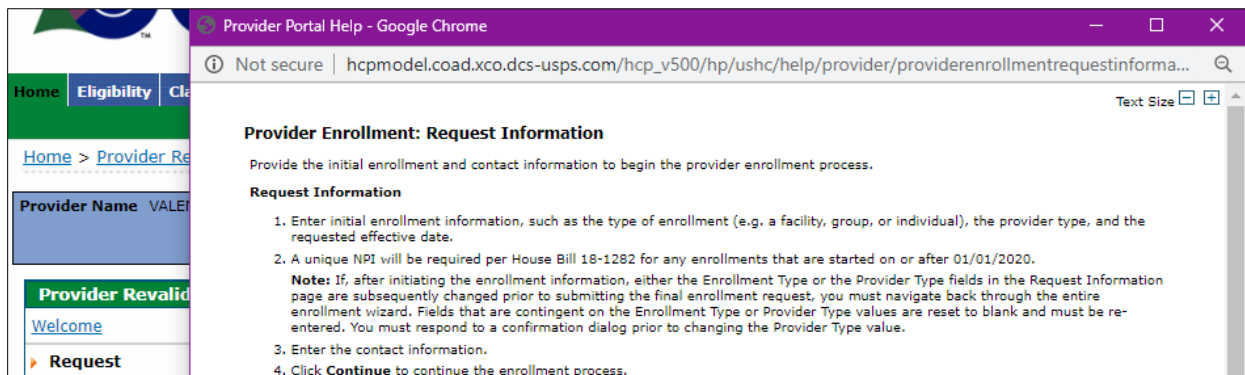 TM
Provider Portal Help - Google Chrome
Not secure | hcpmodel.coad.xco.dcs-usps.com/hcp_v500/hp/ushc/help/provider/providerenrollmentrequestinforma...
Home Eligibility Cla
Text Size
Provider Enrollment: Request Information
Home > Provider Re
Provide the initial enrollment and contact information to begin the provider enrollment process.
Request Information
Provider Name VALEN
1. Enter initial enrollment information, such as the type of enrollment (e.g. a facility, group, or individual), the provider type, and the
requested effective date.
2. A unique NPI will be required per House Bill 18-1282 for any enrollments that are started on or after 01/01/2020.
Note: If, after initiating the enrollment information, either the Enrollment Type or the Provider Type fields in the Request Information
page are subsequently changed prior to submitting the final enrollment request, you must navigate back through the entire
enrollment wizard. Fields that are contingent on the Enrollment Type or Provider Type values are reset to blank and must be re-
entered. You must respond to a confirmation dialog prior to changing the Provider Type value.
Provider Revalid
Welcome
Request
3. Enter the contact information.
4. Click Continue to continue the enrollment process.